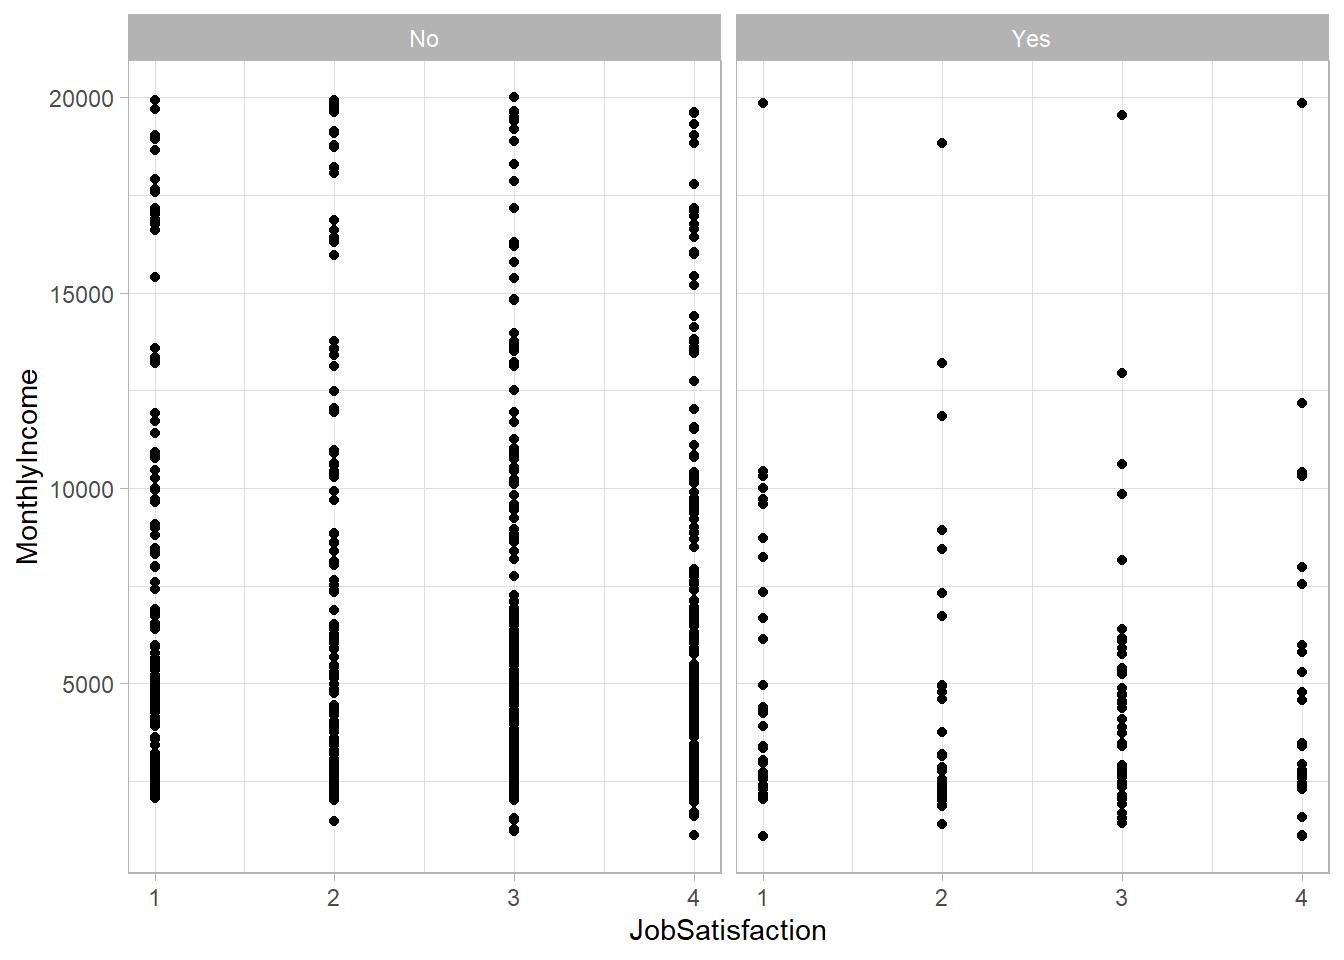 No
Yes
20000
15000
10000
5000
MonthlyIncome
1 2 3 4 1 2 3 4
JobSatisfaction